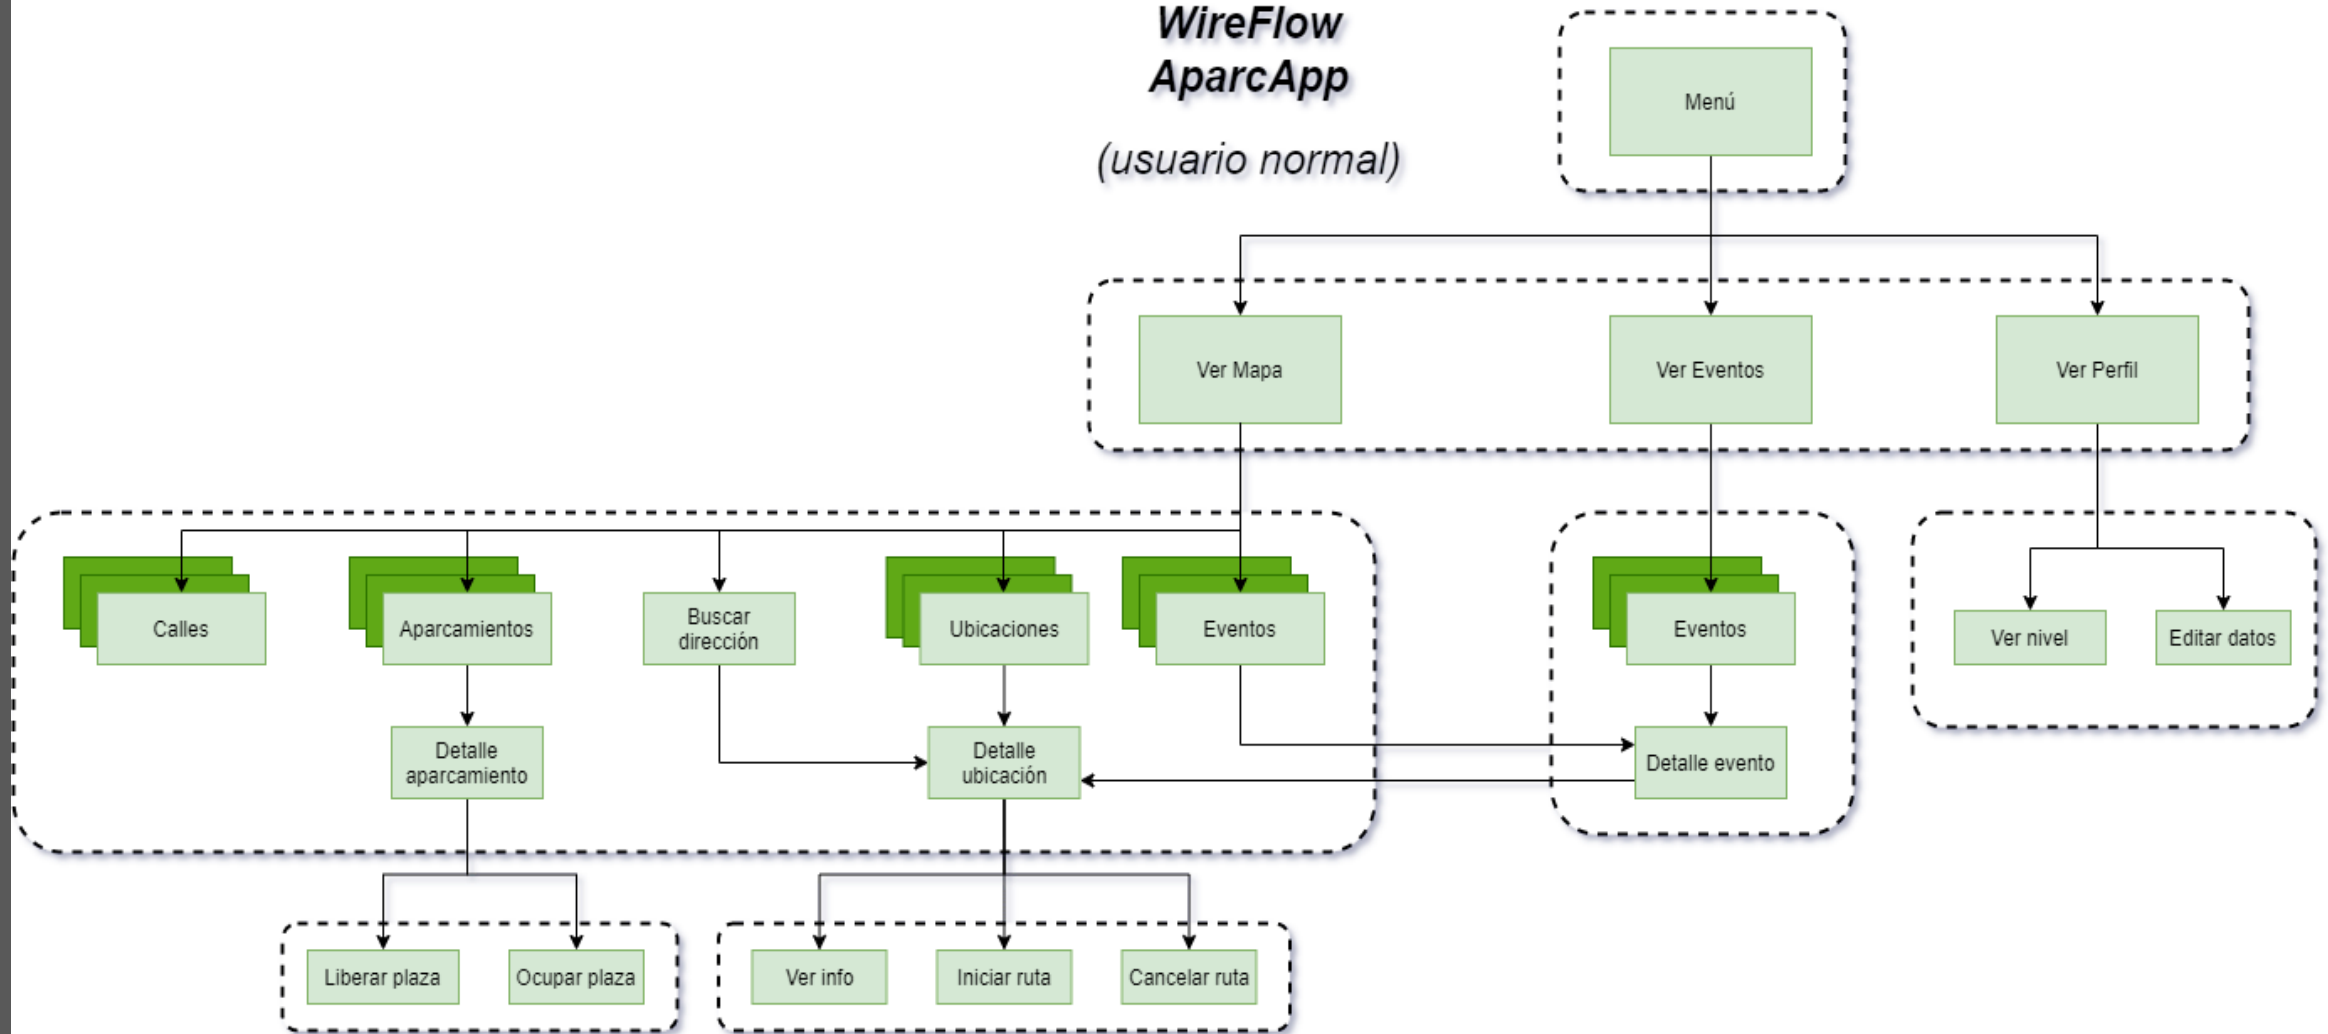 WireFlow
AparcApp
(usuario normal)
Menú
Ver Mapa
Ver Eventos
Ver Perfil
Calles
Aparcamientos
Buscar
dirección
Ubicaciones
Eventos
Eventos
Ver nivel
Editar datos
Detalle
aparcamiento
Detalle
ubicación
Detalle evento
Liberar plaza
Ocupar plaza
Ver info
Iniciar ruta
Cancelar ruta